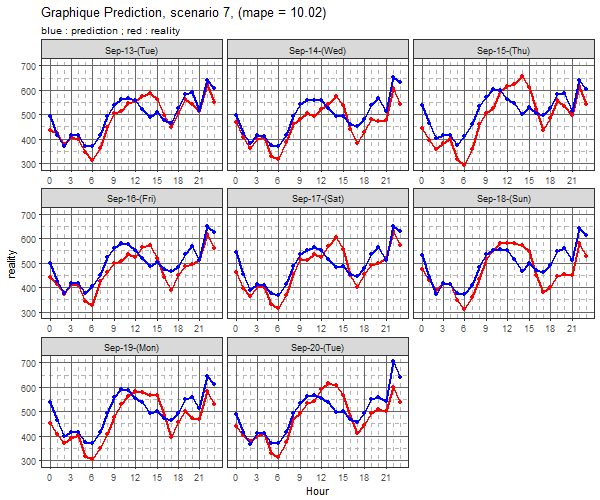 Graphique Prediction, scenario 7, (mape = 10.02)
blue : prediction ; red : reality
Sep-13-(Tue) Sep-14-(Wed) Sep-15-(Thu)
700
600
500
400
300
0 3 6 9 12 15 18 21 0 3 6 9 12 15 18 21 0 3 6 9 12 15 18 21
Sep-16-(Fri) Sep-17-(Sat) Sep-18-(Sun)
700
600
500
400
300
reality
0 3 6 9 12 15 18 21 0 3 6 9 12 15 18 21 0 3 6 9 12 15 18 21
Sep-19-(Mon) Sep-20-(Tue)
700
600
500
400
300
0 3 6 9 12 15 18 21 0 3 6 9 12 15 18 21
Hour